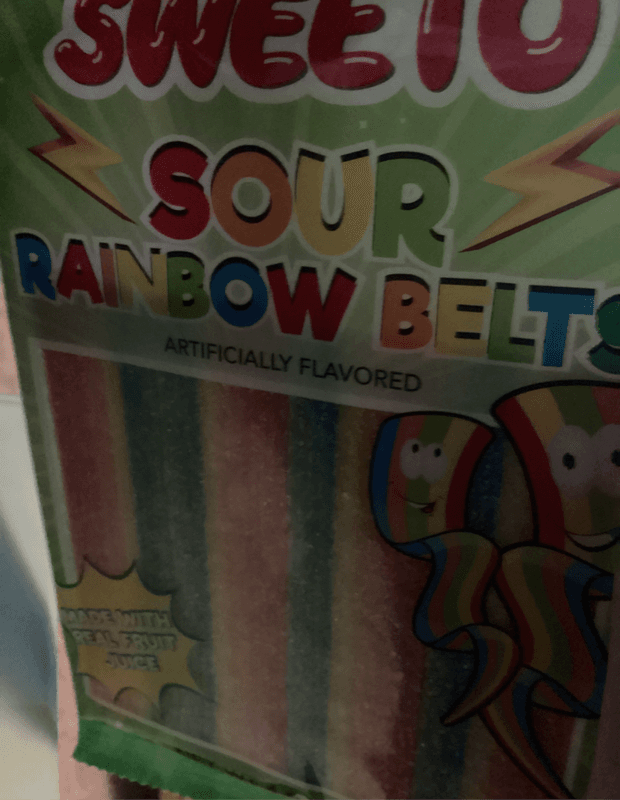 SWEETO
SOUR
RAINBOW BELTS
ARTIFICIALLY FLAVORED
MADE WITH
REAL FRUIT
JUICE